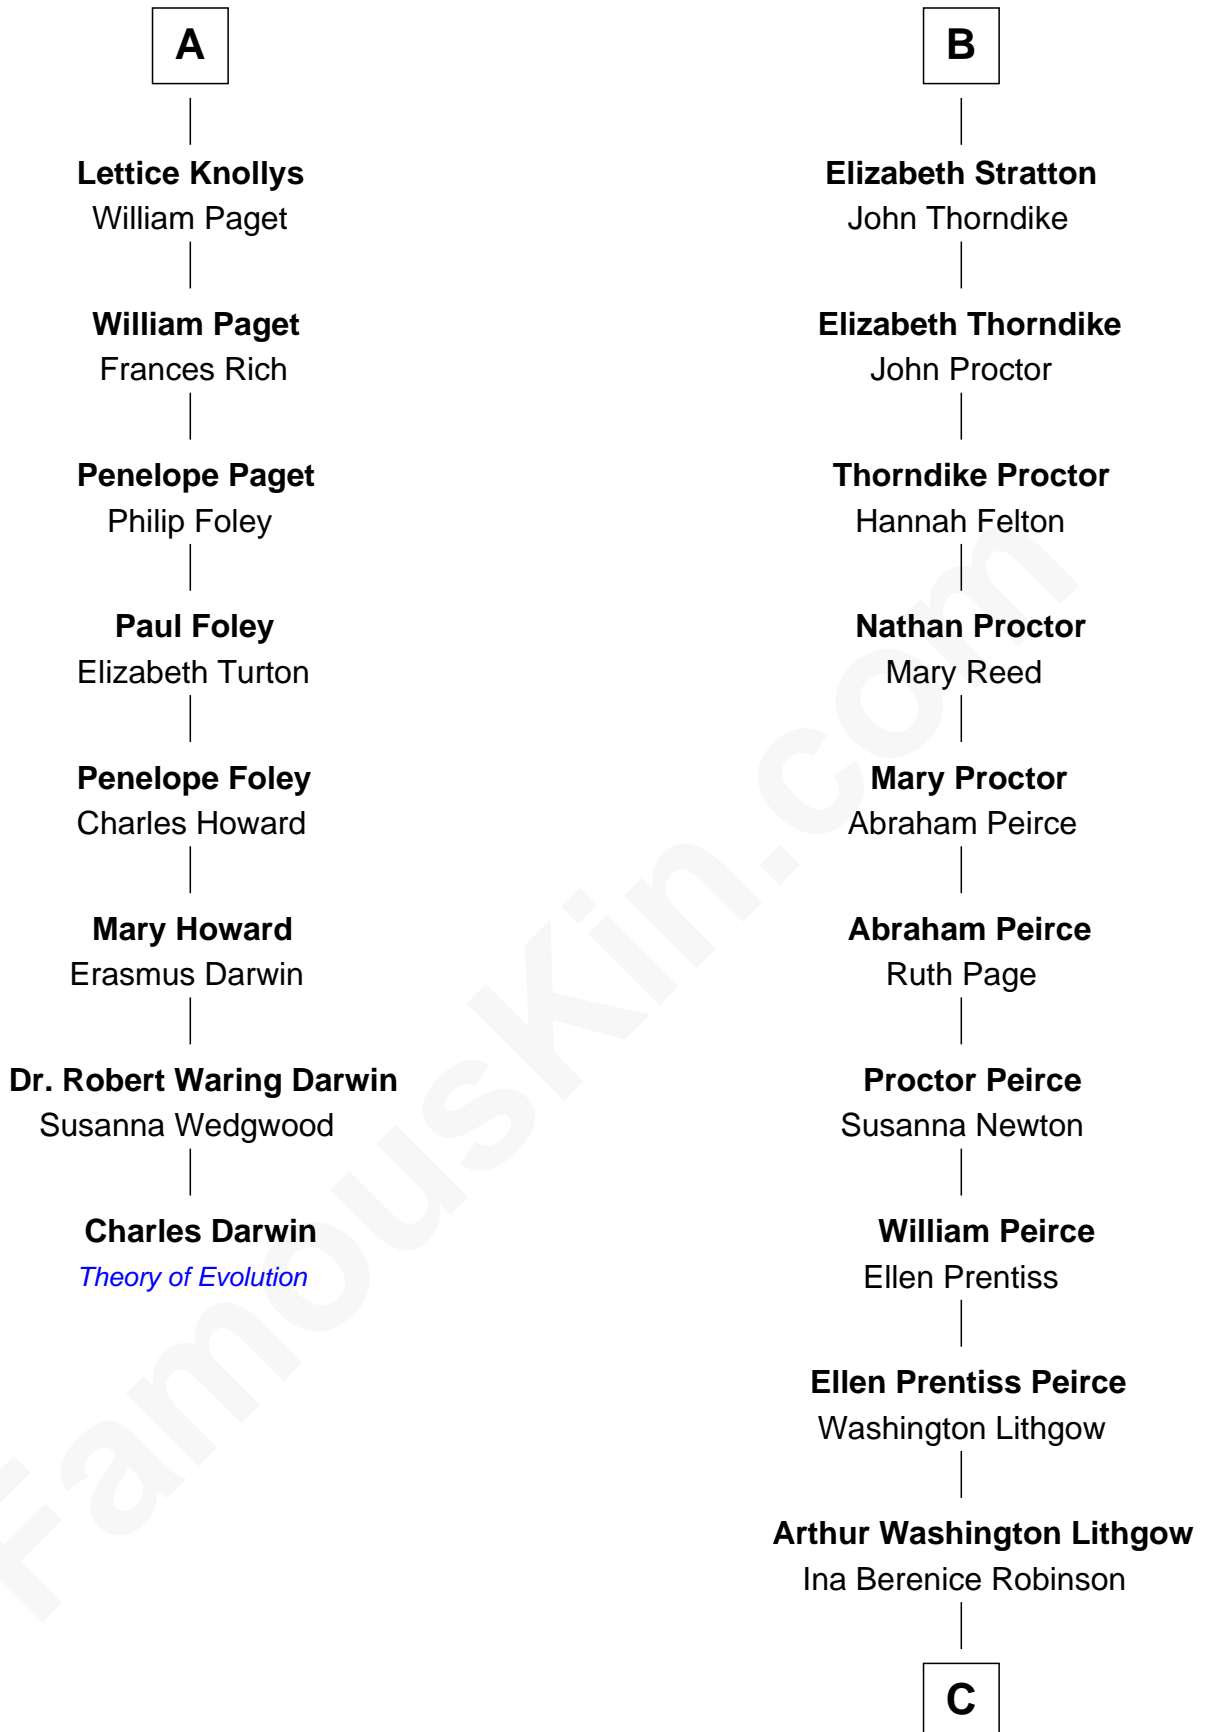 A
Lettice Knollys
William Paget
William Paget
Frances Rich
Penelope Paget
Philip Foley
Paul Foley
Elizabeth Turton
Penelope Foley
Charles Howard
Mary Howard
Erasmus Darwin
Dr. Robert Waring Darwin
Susanna Wedgwood
Charles Darwin
Theory of Evolution
B
Elizabeth Stratton
John Thorndike
Elizabeth Thorndike
John Proctor
Thorndike Proctor
Hannah Felton
Nathan Proctor
Mary Reed
Mary Proctor
Abraham Peirce
Abraham Peirce
Ruth Page
Proctor Peirce
Susanna Newton
William Peirce
Ellen Prentiss
Ellen Prentiss Peirce
Washington Lithgow
Arthur Washington Lithgow
Ina Berenice Robinson
C
FamousKin.com